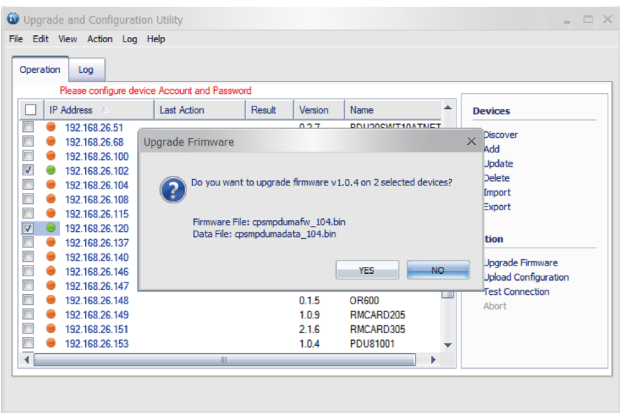 Upgrade and Configuration Utility
File Edit View Action Log Help
Operation Log
Please configure device Account and Password
IP Address Last Action Result Version Name
192.168.26.51 0.2.7 PDU20SWT10ATNET
192.168.26.68
192.168.26.100
192.168.26.102
192.168.26.104
192.168.26.108
192.168.26.115
192.168.26.120
192.168.26.137
192.168.26.140
192.168.26.146
192.168.26.147
192.168.26.148 0.1.5 OR600
192.168.26.149 1.0.9 RMCARD205
192.168.26.151 2.1.6 RMCARD305
192.168.26.153 1.0.4 PDU81001
Upgrade Frimware
Do you want to upgrade firmware v1.0.4 on 2 selected devices?
Firmware File: cpsmpdumafw_104.bin
Data File: cpsmpdumadata_104.bin
YES NO
Devices
Discover
Add
Update
Delete
Import
Export
tion
Upgrade Firmware
Upload Configuration
Test Connection
Abort